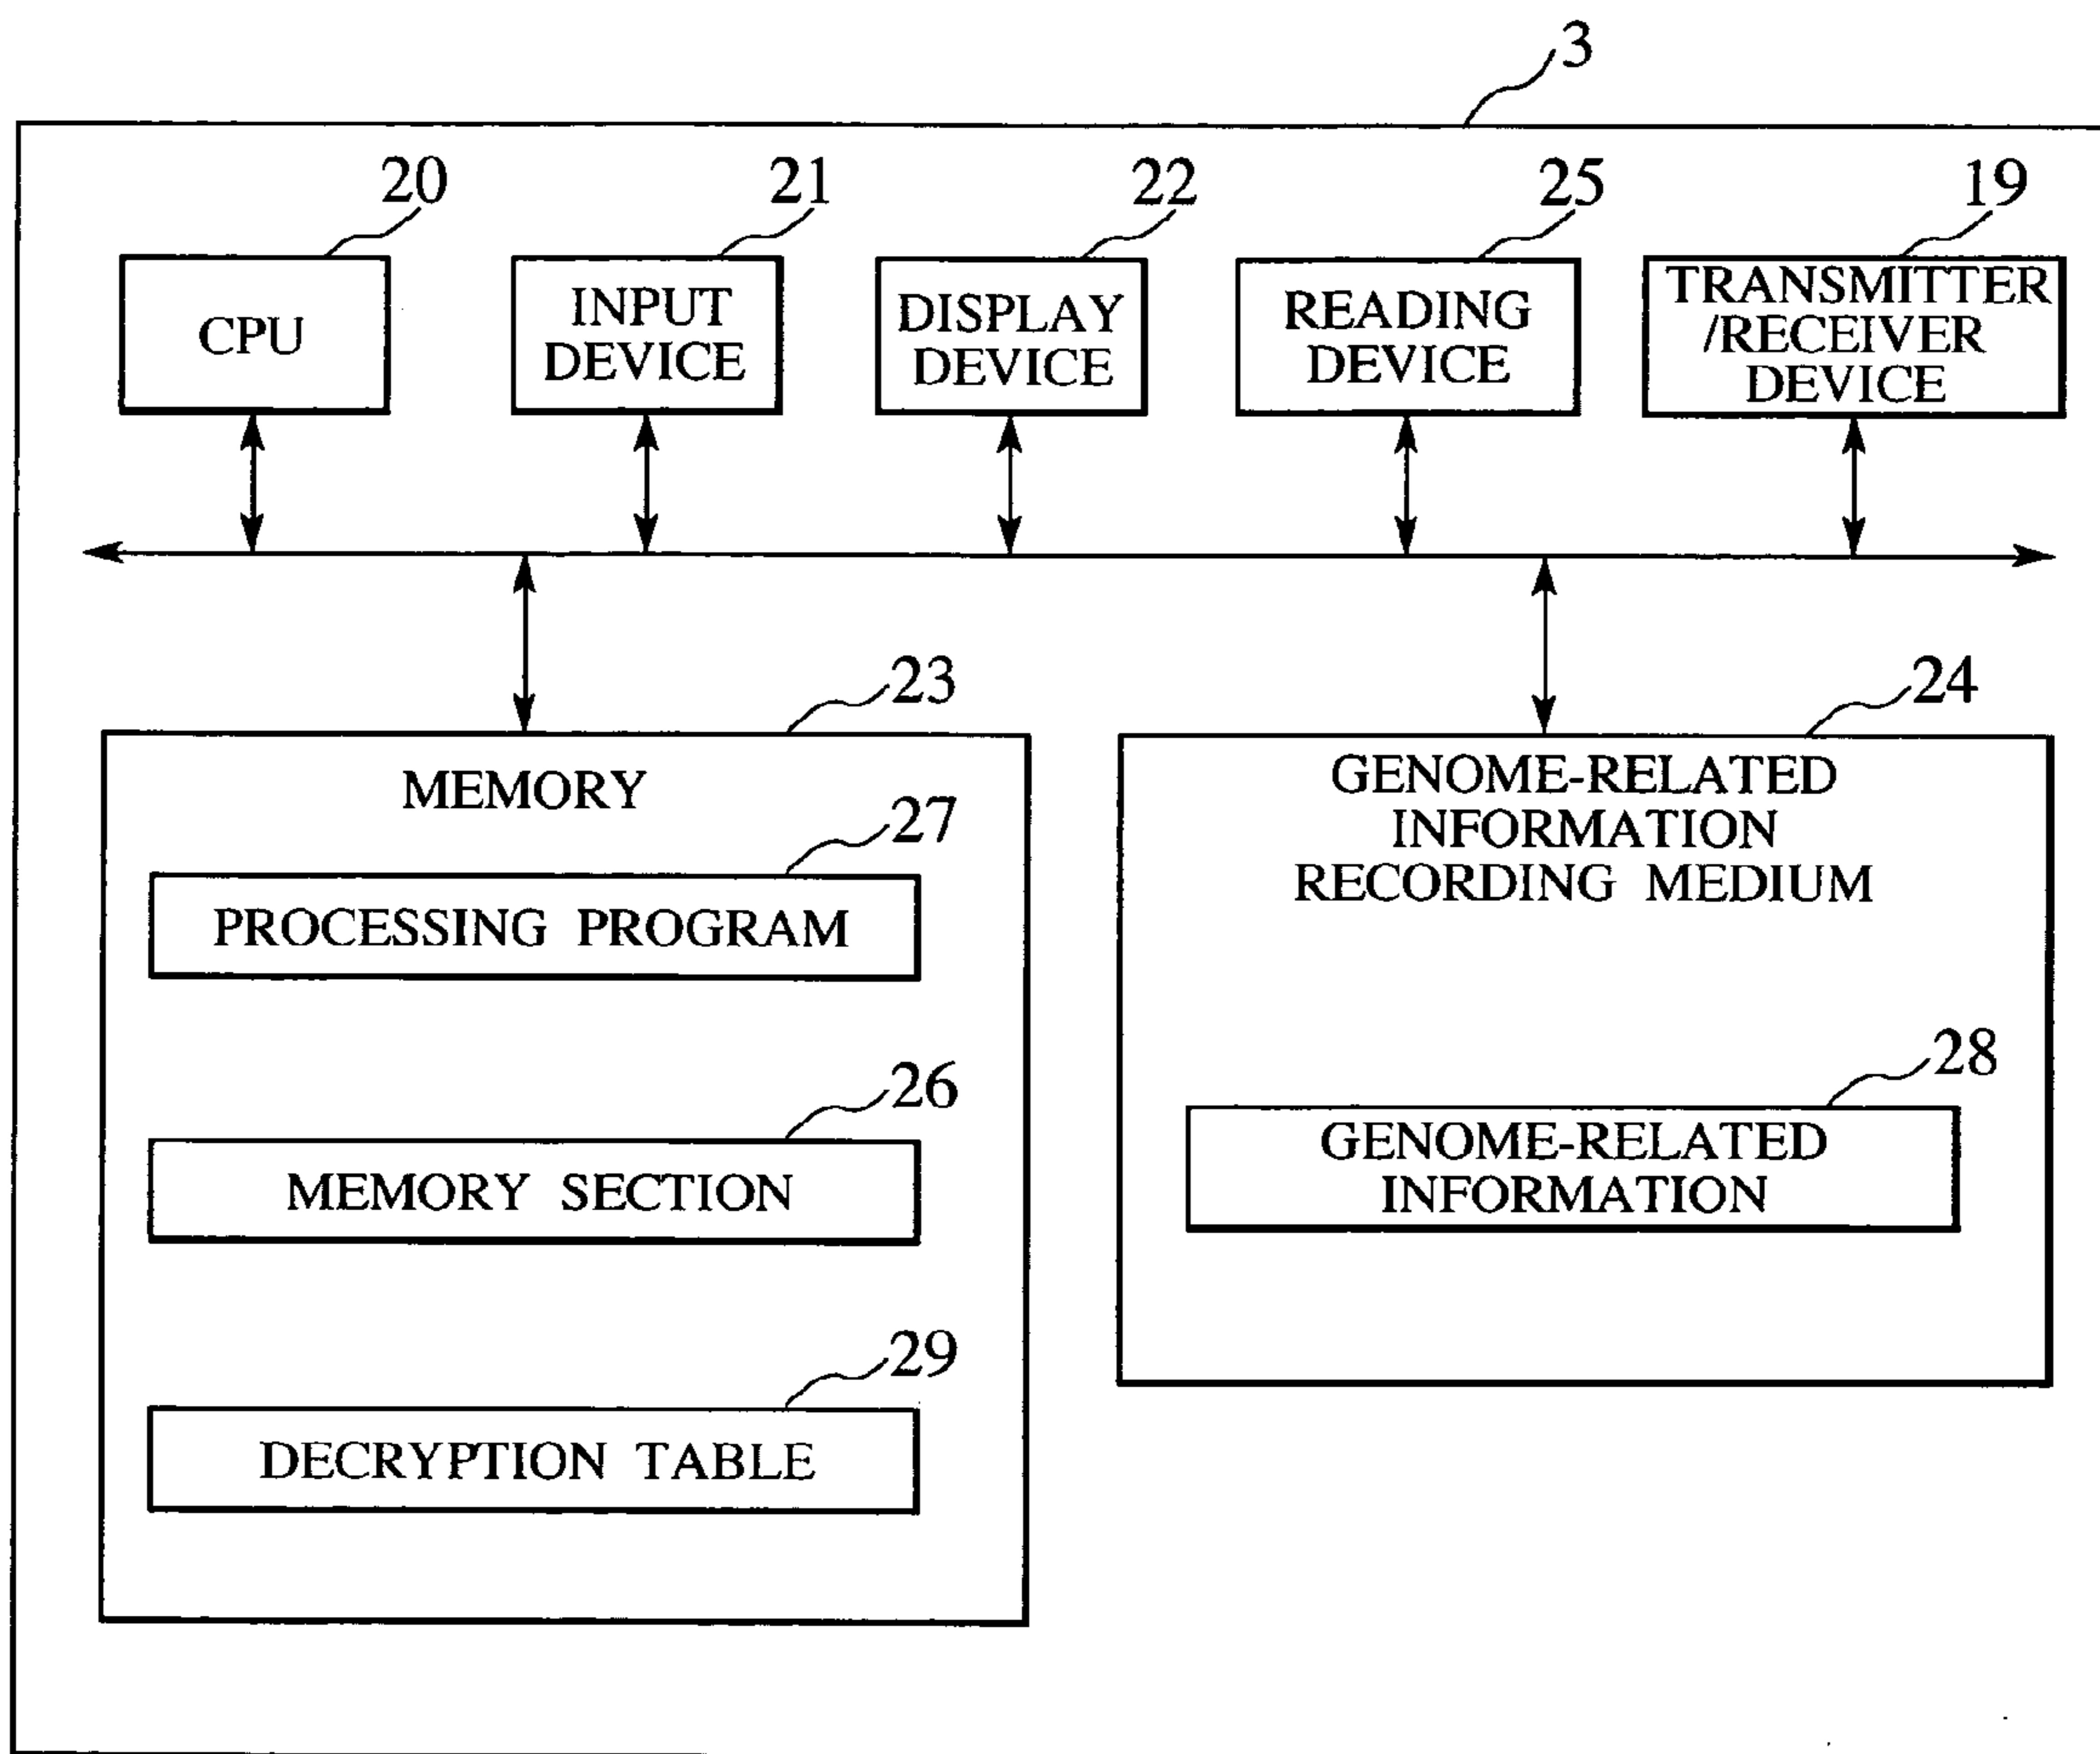 3
20
21
22
25
19
CPU
INPUT
DEVICE
DISPLAY
DEVICE
READING
DEVICE
TRANSMITTER
/RECEIVER
DEVICE
23
MEMORY
27
PROCESSING PROGRAM
26
MEMORY SECTION
29
DECRYPTION TABLE
24
GENOME-RELATED
INFORMATION
RECORDING MEDIUM
28
GENOME-RELATED
INFORMATION